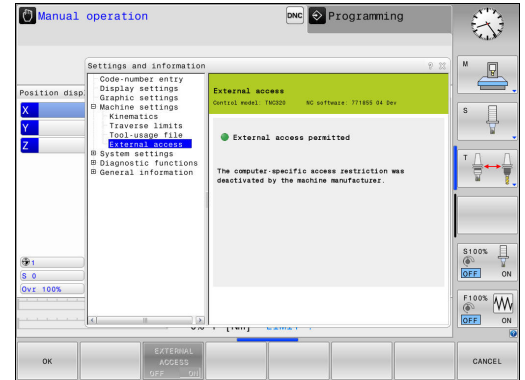 Manual operation
DNC
Programming
Settings and information
Position disp
Code-number entry
Display settings
Graphic settings
Machine settings
Kinematics
Traverse limits
Tool-usage file
External access
System settings
Diagnostic functions
General information
External access
Control model: TNC320 NC software: 771855 04 Dev
External access permitted
The computer-specific access restriction was
deactivated by the machine manufacturer.
X
Y
Z
1
S 0
Ovr 100%
M
S
T
S100%
OFF ON
F100%
OFF ON
OK
EXTERNAL
ACCESS
OFF ON
CANCEL